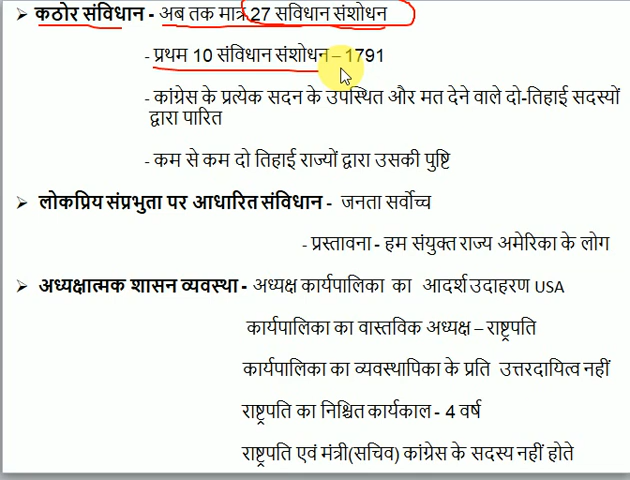 ➢ कठोर संविधान - अब तक मात्र 27 सविधान संशोधन
- प्रथम 10 संविधान संशोधन – 1791
- कांग्रेस के प्रत्येक सदन के उपस्थित और मत देने वाले दो-तिहाई सदस्यों
द्वारा पारित
- कम से कम दो तिहाई राज्यों द्वारा उसकी पुष्टि
➢ लोकप्रिय संप्रभुता पर आधारित संविधान - जनता सर्वोच्च
- प्रस्तावना - हम संयुक्त राज्य अमेरिका के लोग
➢ अध्यक्षात्मक शासन व्यवस्था - अध्यक्ष कार्यपालिका का आदर्श उदाहरण USA
कार्यपालिका का वास्तविक अध्यक्ष – राष्ट्रपति
कार्यपालिका का व्यवस्थापिका के प्रति उत्तरदायित्व नहीं
राष्ट्रपति का निश्चित कार्यकाल - 4 वर्ष
राष्ट्रपति एवं मंत्री(सचिव) कांग्रेस के सदस्य नहीं होते